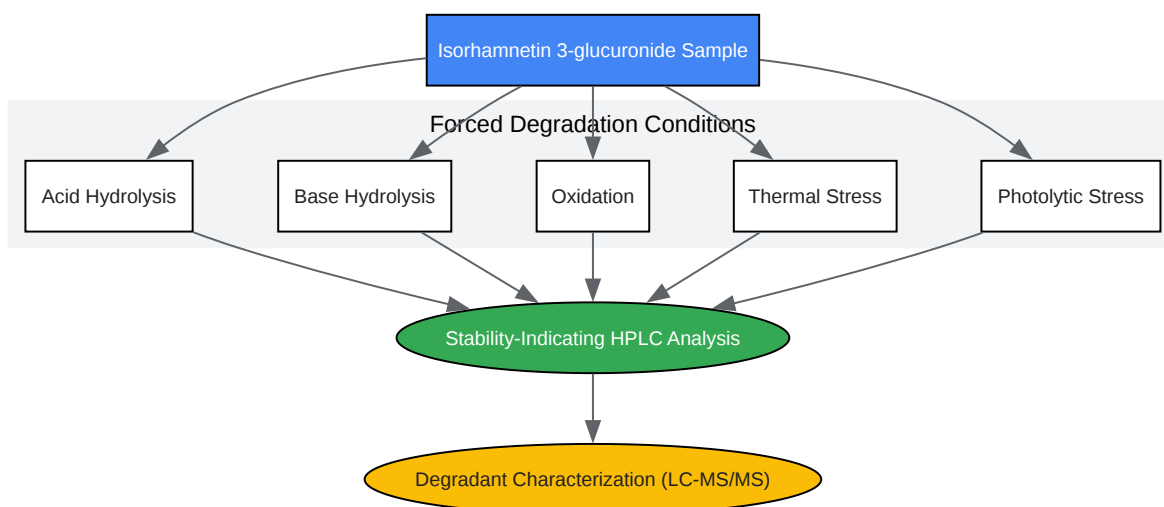 Isorhamnetin 3-glucuronide Sample
Forced Degradation Conditions
Acid Hydrolysis
Base Hydrolysis
Oxidation
Thermal Stress
Photolytic Stress
Stability-Indicating HPLC Analysis
Degradant Characterization (LC-MS/MS)